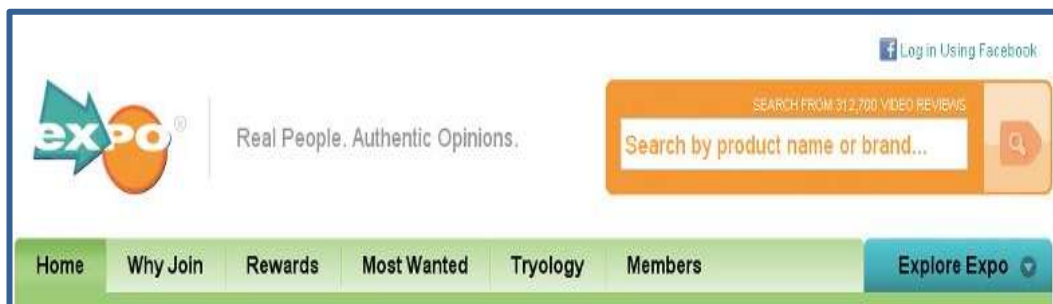 Log in Using Facebook
expo®
Real People. Authentic Opinions.
SEARCH FROM 312,700 VIDEO REVIEWS
Search by product name or brand...
Home Why Join Rewards Most Wanted Tryology Members Explore Expo